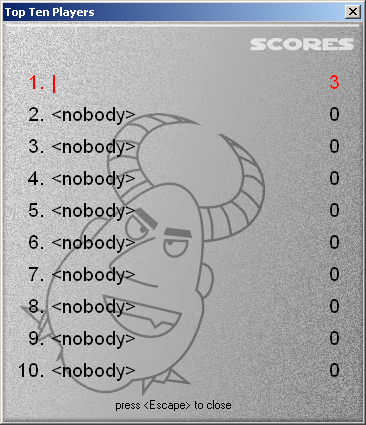 Top Ten Players
SCORES
1. 3
2. <nobody> 0
3. <nobody> 0
4. <nobody> 0
5. <nobody> 0
6. <nobody> 0
7. <nobody> 0
8. <nobody> 0
9. <nobody> 0
10. <nobody> 0
press <Escape> to close